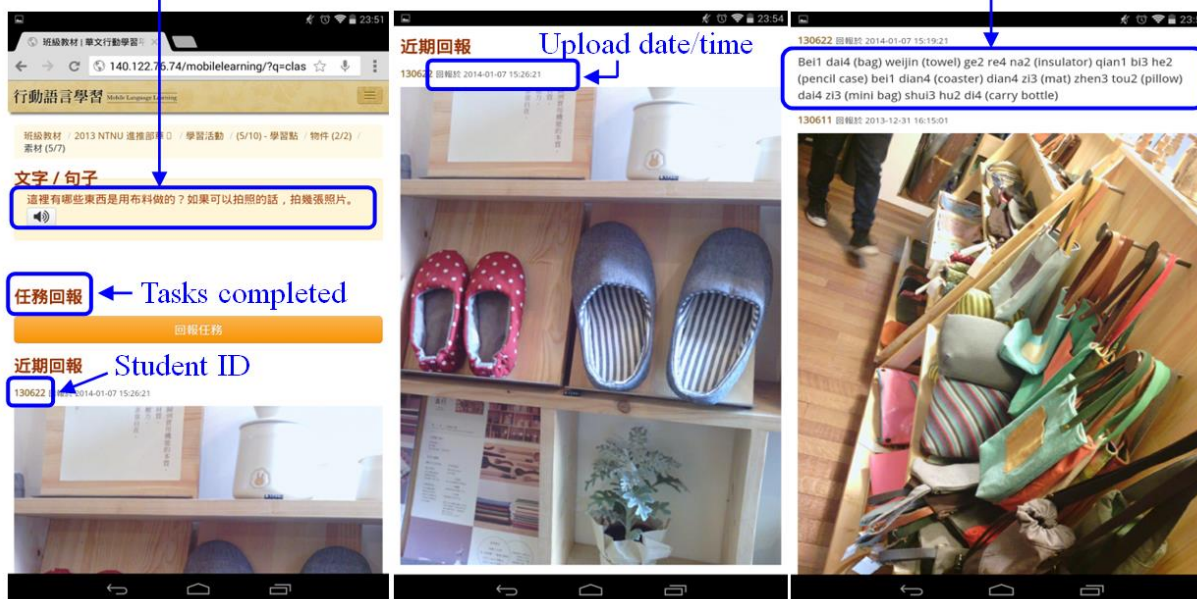 23:51
班級教材 | 華文行動學習
140.122.76.74/mobilelearning/?q=clas
行動語言學習 Mobile Language Learning
班級教材 / 2013 NTNU 進推部 / 學習活動 / (5/10) - 學習點 / 物件 (2/2) /
素材 (5/7)
文字 / 句子
這裡有哪些東西是用布料做的？如果可以拍照的話，拍幾張照片。
任務回報
Tasks completed
回報任務
近期回報
Student ID
130622 回報於 2014-01-07 15:26:21
23:54
近期回報
Upload date/time
130622 回報於 2014-01-07 15:26:21
130622 回報於 2014-01-07 15:19:21
Bei1 dai4 (bag) weijin (towel) ge2 re4 na2 (insulator) qian1 bi3 he2
(pencil case) bei1 dian4 (coaster) dian4 zi3 (mat) zhen3 tou2 (pillow)
dai4 zi3 (mini bag) shui3 hu2 di4 (carry bottle)
130611 回報於 2013-12-31 16:15:01